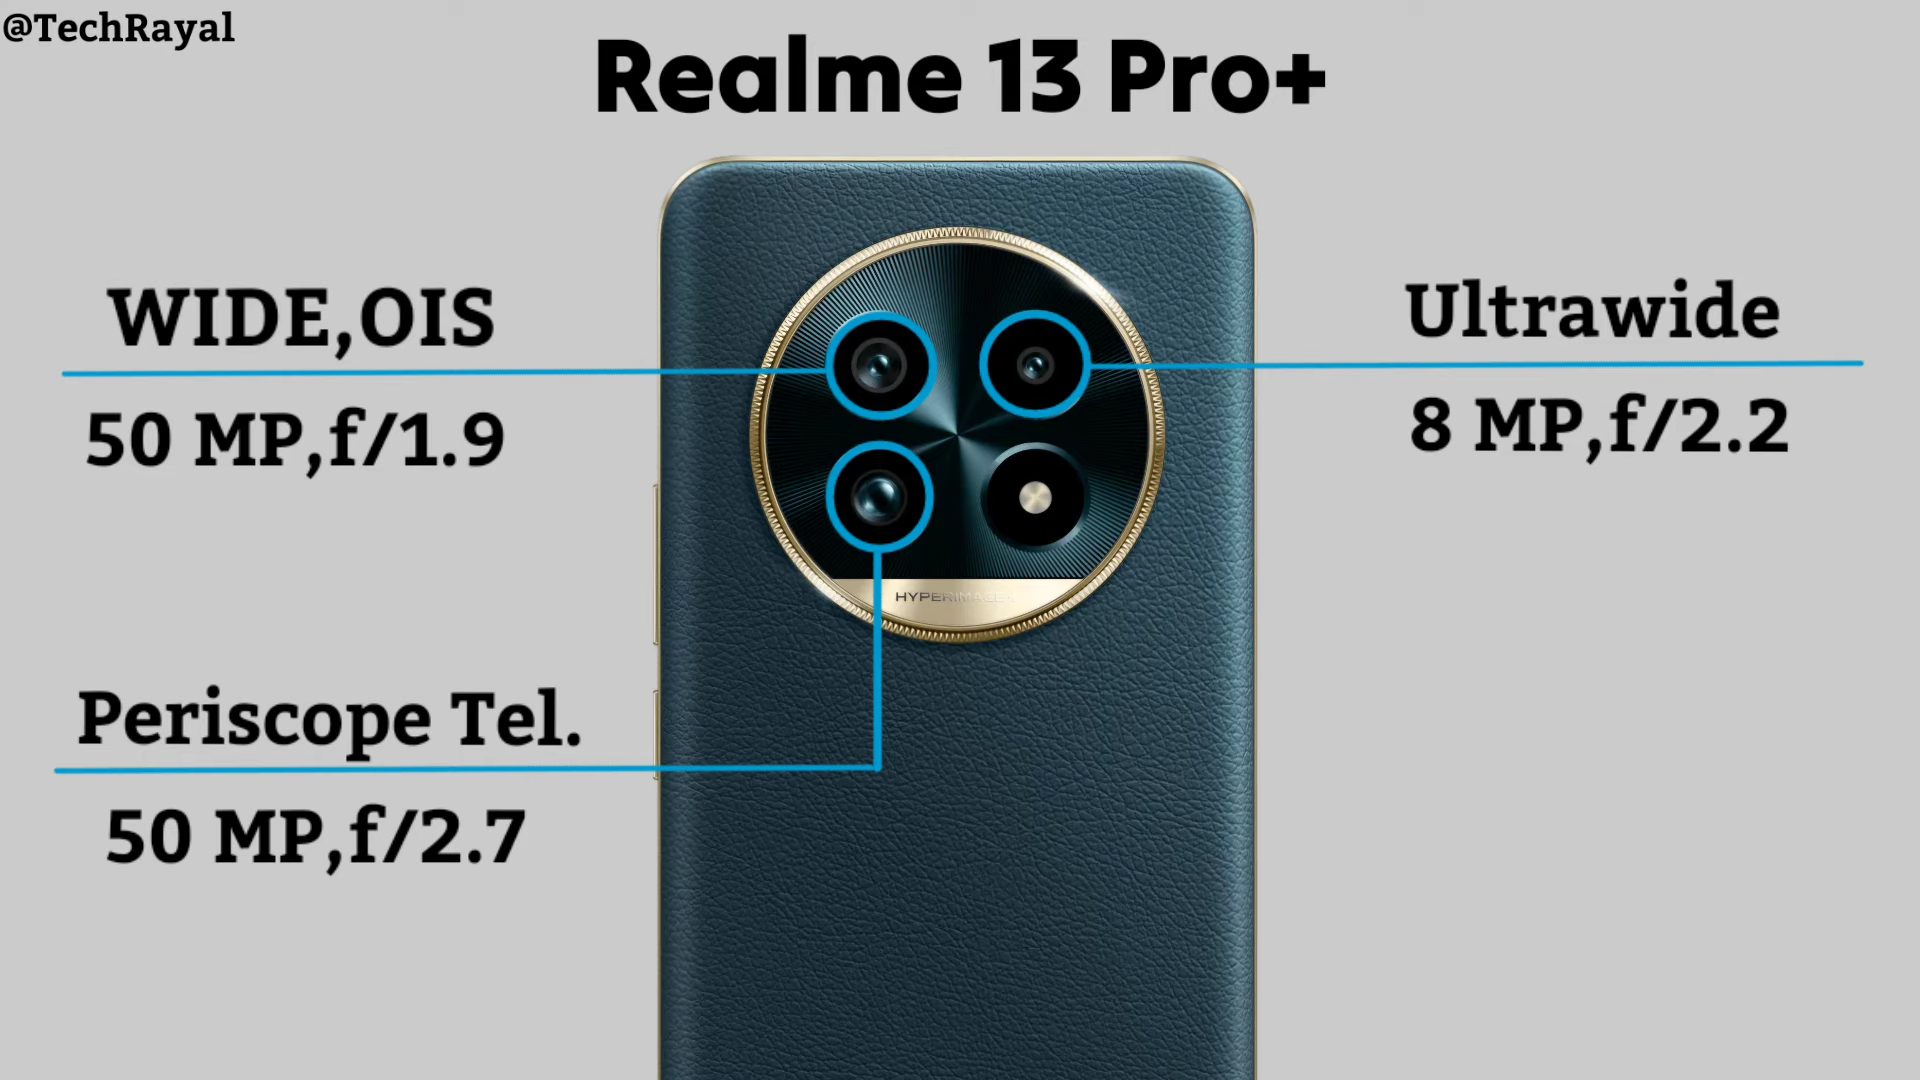 @TechRayal
Realme 13 Pro+
WIDE,OIS
50 MP,f/1.9
Ultrawide
8 MP,f/2.2
HYPERIMAGE+
Periscope Tel.
50 MP,f/2.7